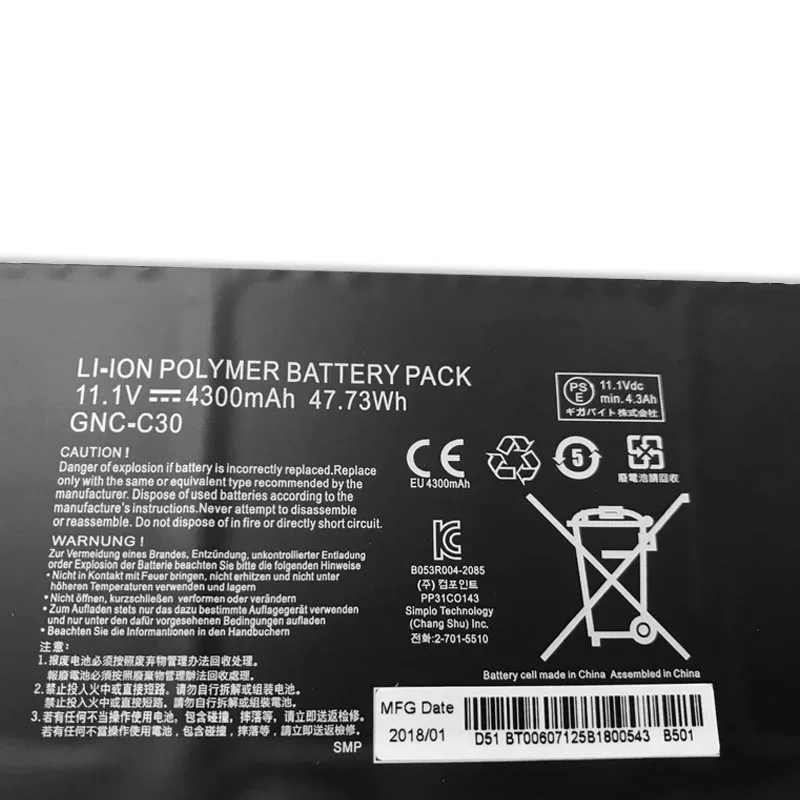 LI-ION POLYMER BATTERY PACK
11.1V 4300mAh 47.73Wh
GNC-C30
PS
E
11.1Vdc
min. 4.3Ah
ギガバイト株式会社
CAUTION !
Danger of explosion if battery is incorrectly replaced.Replace
only with the same or equivalent type recommended by the
manufacturer. Dispose of used batteries according to the
manufacture's instructions.Never attempt to disassemble
or reassemble. Do not dispose of in fire or directly short circuit.
WARNUNG !
Zur Vermeidung eines Brandes, Entzündung, unkontrollierter Entladung
order Explosion der Batterie beachten Sie bitte die folgenden Hinweise
• Nicht in Kontakt mit Feuer bringen, nicht erhitzen und nicht unter
höheren Temperaturen verwenden und lagern
• Nicht öffnen, kurzschließen verformen oder verändern
• Zum Aufladen stets nur das dazu bestimmte Auflagegerät verwenden
und nur unter den dafür vorgesehenen Bedingungen aufladen
• Beachten Sie die Informationen in den Handbuchern
注意:
1.报废电池必须按照废弃物管理办法回收处理。
報廢電池必須按照廢棄物管理辦法回收處理。
2.禁止投入火中或直接短路。请勿自行拆解或组装电池。
禁止投入火中或直接短路。請勿自行拆解或組裝電池。
3.若有任何不当操作使用电池,包含碰撞,摔落等,请立即送返检修。
若有任何不當操作使用電池,包含碰撞,摔落等,請立即送返檢修。
SMP
CE
EU 4300mAh
5
廢電池請回收
B053R004-2085
(주) 컴포인트
PP31CO143
Simplo Technology
(Chang Shu) Inc.
전화:2-701-5510
Battery cell made in China Assembled in China
MFG Date
2018/01
D51 BT00607125B1800543 B501